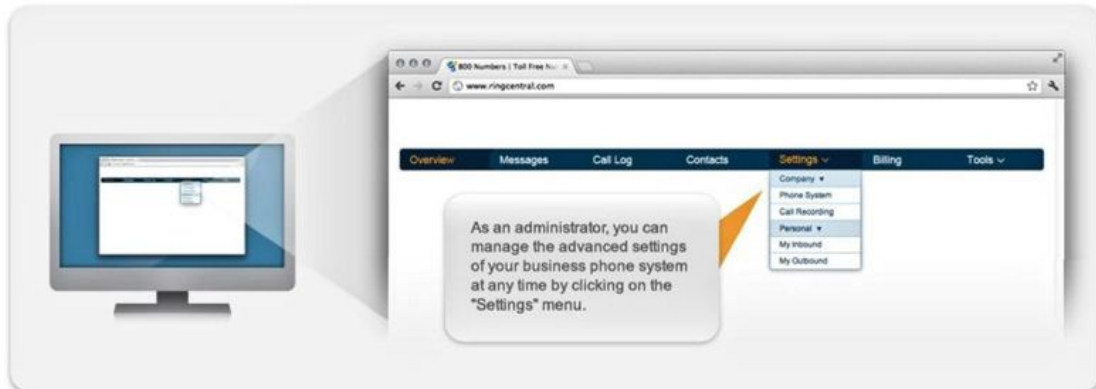 800 Numbers | Toll Free Nu
www.ringcentral.com
Overview Messages Call Log Contacts Settings Billing Tools
Company
Phone System
Call Recording
Personal
My Inbound
My Outbound
As an administrator, you can
manage the advanced settings
of your business phone system
at any time by clicking on the
"Settings" menu.